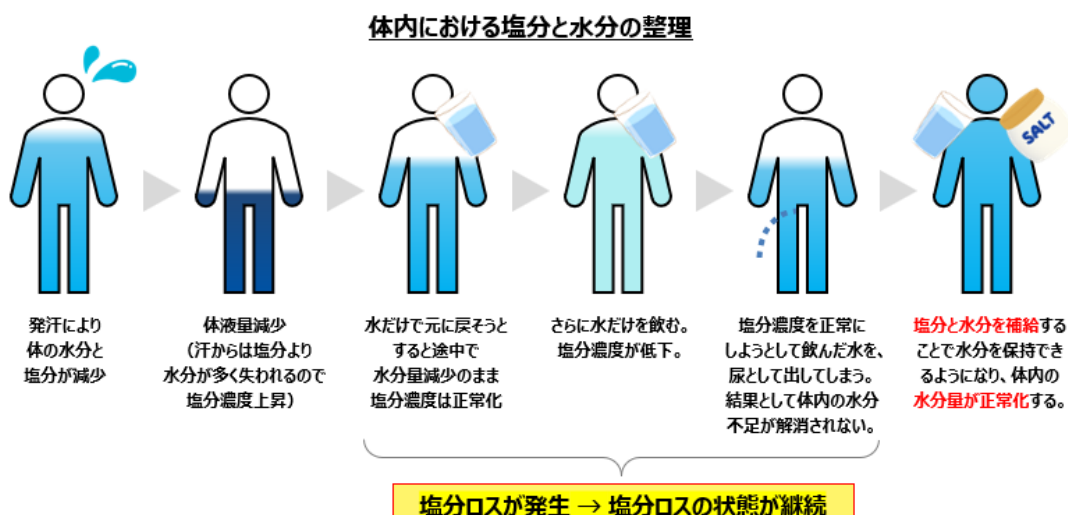 体内における塩分と水分の整理
SALT
発汗により
体の水分と
塩分が減少
体液量減少
（汗からは塩分より
水分が多く失われるので
塩分濃度上昇）
水だけで元に戻そうと
すると途中で
水分量減少のまま
塩分濃度は正常化
さらに水だけを飲む。
塩分濃度が低下。
塩分濃度を正常に
しようとして飲んだ水を、
尿として出してしまう。
結果として体内の水分
不足が解消されない。
塩分と水分を補給する
ことで水分を保持でき
るようになり、体内の
水分量が正常化する。
塩分ロスが発生 → 塩分ロスの状態が継続